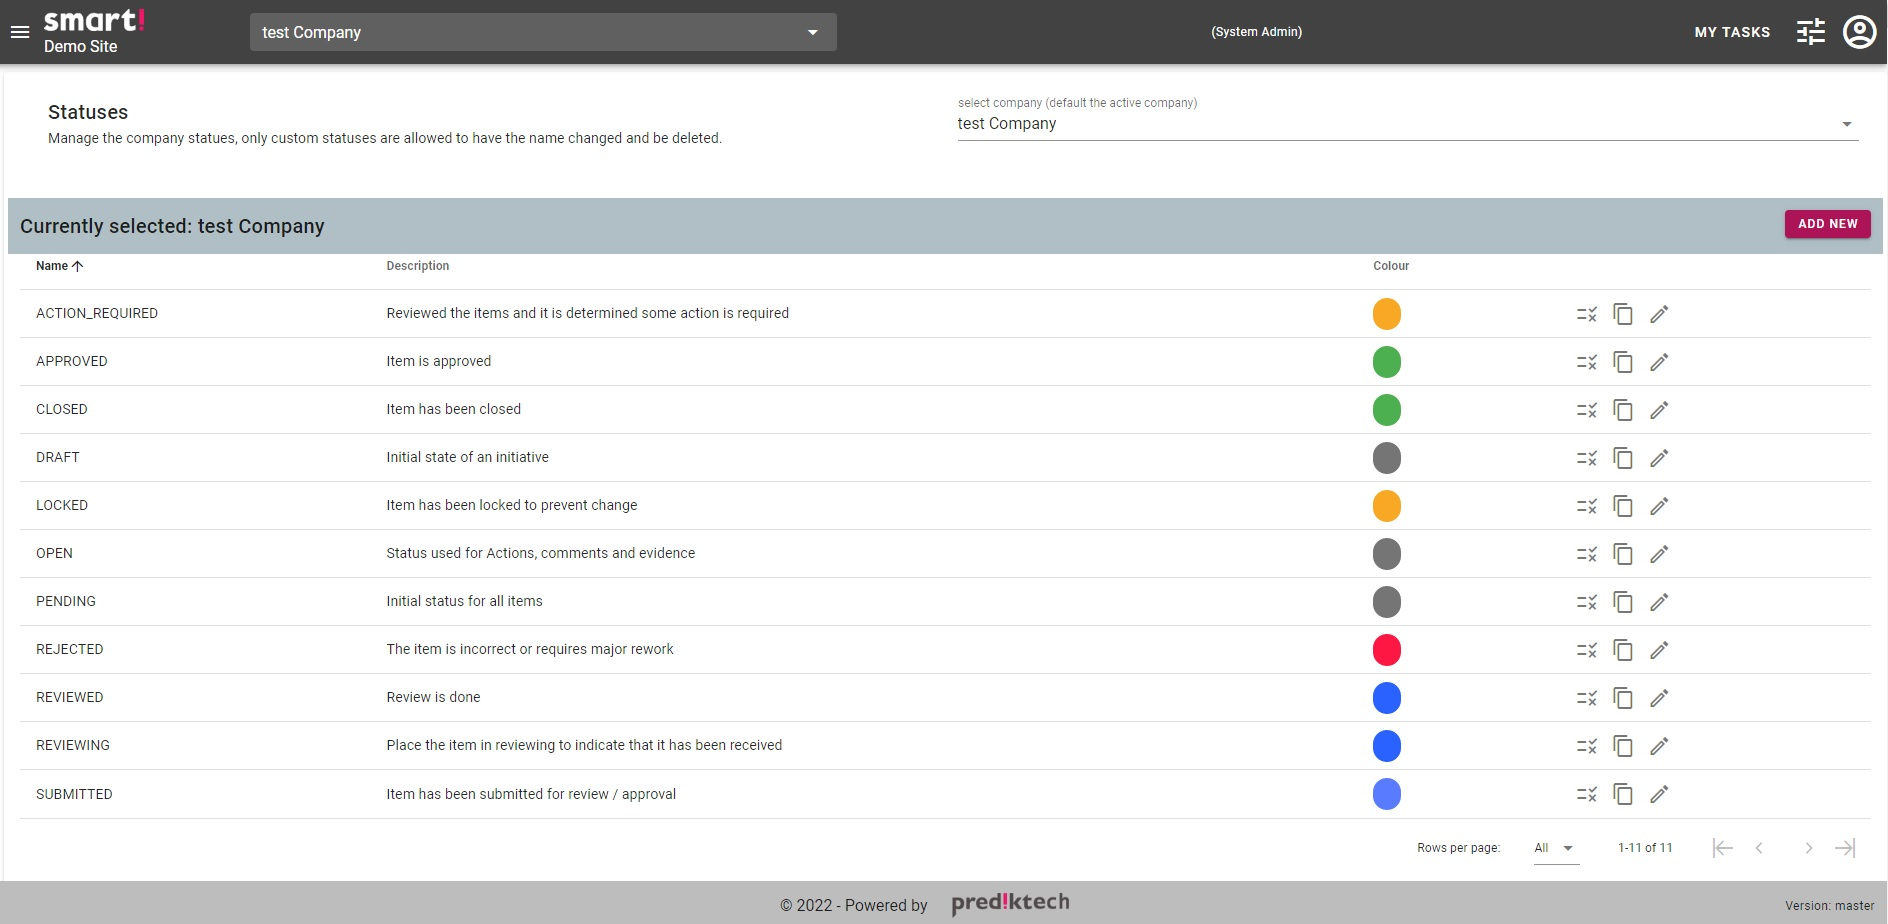 smart!
Demo Site
test Company
(System Admin)
MY TASKS
Statuses
Manage the company statues, only custom statuses are allowed to have the name changed and be deleted.
select company (default the active company)
test Company
Currently selected: test Company
ADD NEW
Name Description Colour
ACTION_REQUIRED Reviewed the items and it is determined some action is required
APPROVED Item is approved
CLOSED Item has been closed
DRAFT Initial state of an initiative
LOCKED Item has been locked to prevent change
OPEN Status used for Actions, comments and evidence
PENDING Initial status for all items
REJECTED The item is incorrect or requires major rework
REVIEWED Review is done
REVIEWING Place the item in reviewing to indicate that it has been received
SUBMITTED Item has been submitted for review / approval
Rows per page: All 1-11 of 11
© 2022 - Powered by pred!ktech
Version: master